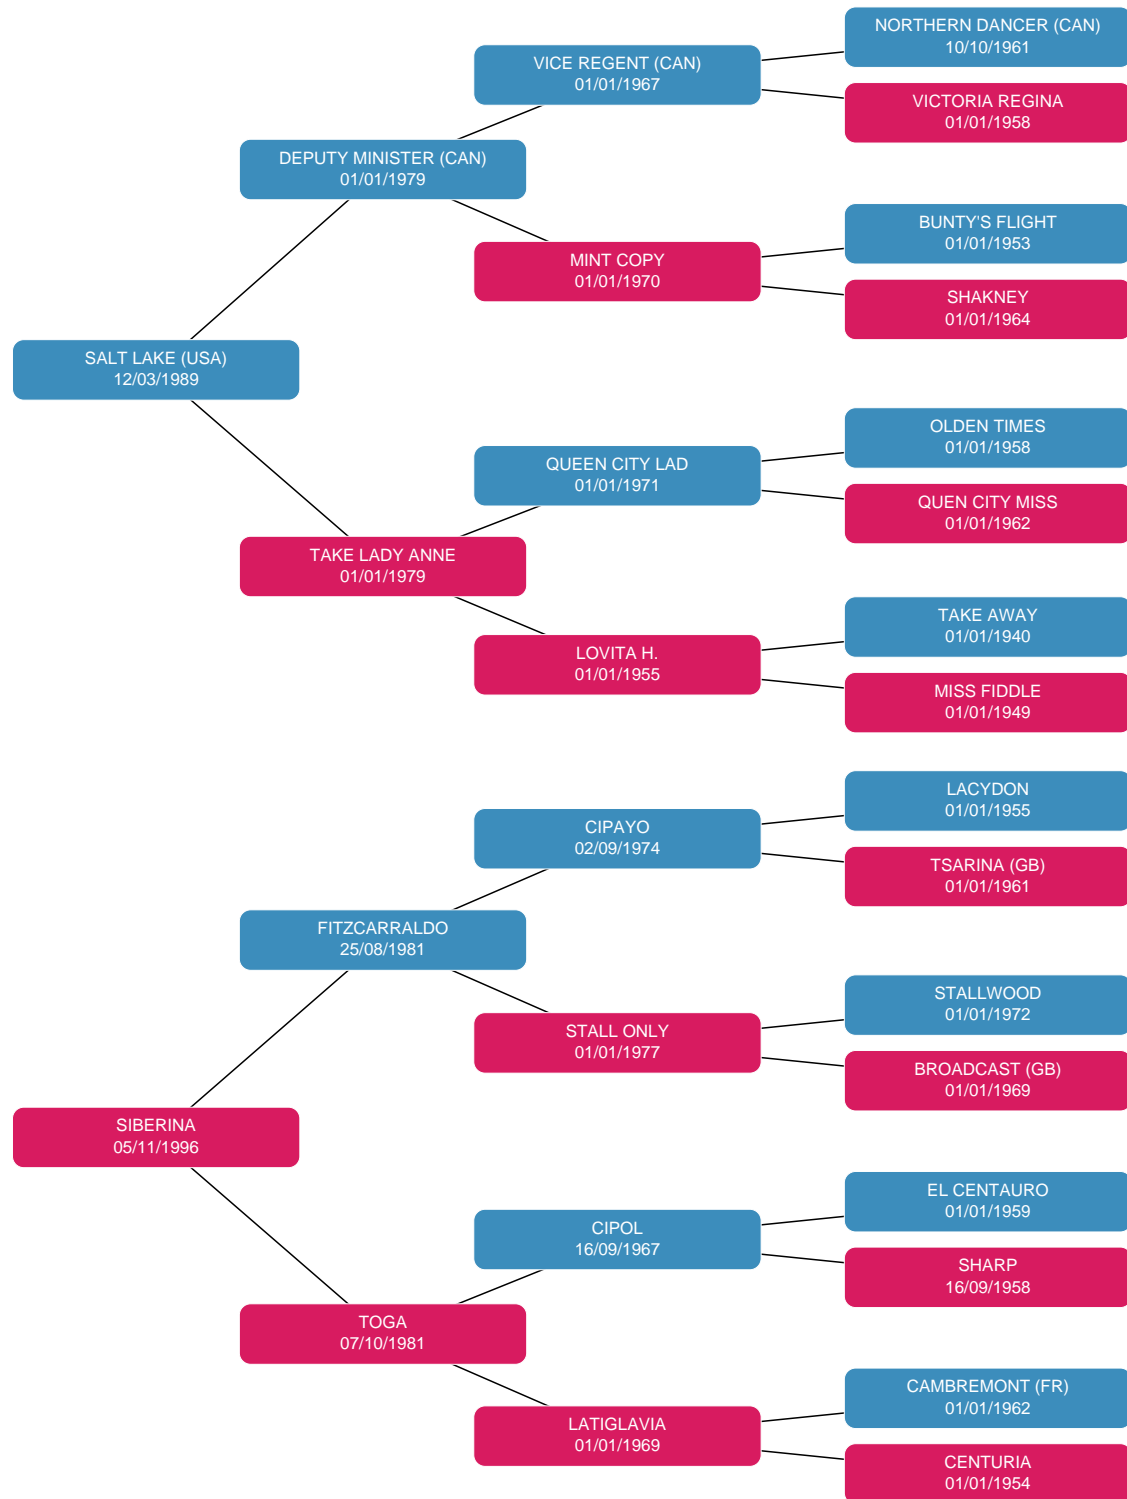 NORTHERN DANCER (CAN)
10/10/1961
VICE REGENT (CAN)
01/01/1967
VICTORIA REGINA
01/01/1958
DEPUTY MINISTER (CAN)
01/01/1979
BUNTY'S FLIGHT
01/01/1953
MINT COPY
01/01/1970
SHAKNEY
01/01/1964
SALT LAKE (USA)
12/03/1989
OLDEN TIMES
01/01/1958
QUEEN CITY LAD
01/01/1971
QUEN CITY MISS
01/01/1962
TAKE LADY ANNE
01/01/1979
TAKE AWAY
01/01/1940
LOVITA H.
01/01/1955
MISS FIDDLE
01/01/1949
LACYDON
01/01/1955
CIPAYO
02/09/1974
TSARINA (GB)
01/01/1961
FITZCARRALDO
25/08/1981
STALLWOOD
01/01/1972
STALL ONLY
01/01/1977
BROADCAST (GB)
01/01/1969
SIBERINA
05/11/1996
EL CENTAURO
01/01/1959
CIPOL
16/09/1967
SHARP
16/09/1958
TOGA
07/10/1981
CAMBREMONT (FR)
01/01/1962
LATIGLAVIA
01/01/1969
CENTURIA
01/01/1954